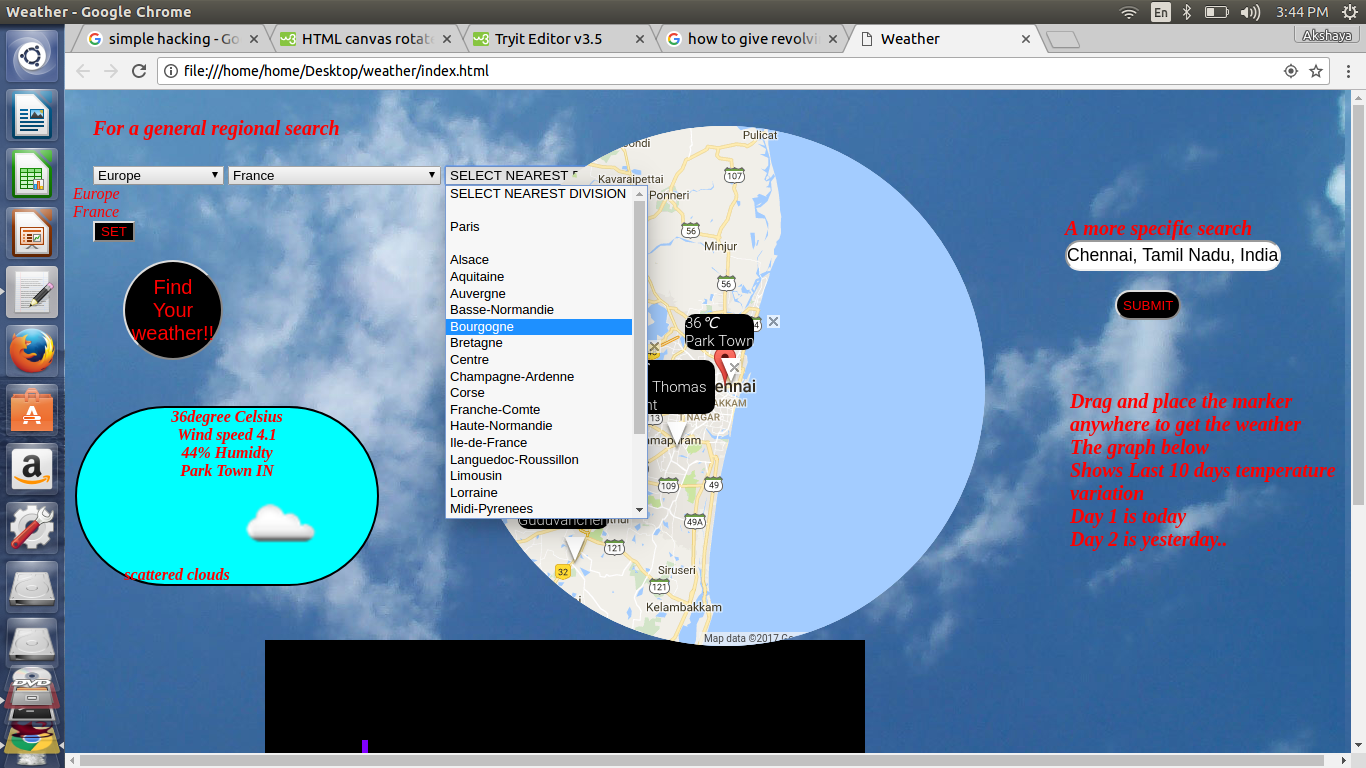 Weather - Google Chrome
En
3:44 PM
simple hacking - Go
HTML canvas rotat
Tryit Editor v3.5
how to give revolvi
Weather
Akshaya
file:///home/home/Desktop/weather/index.html
For a general regional search
Europe
France
SELECT NEAREST
Europe
France
SET
Find
Your
weather!!
SELECT NEAREST DIVISION
Paris
Alsace
Aquitaine
Auvergne
Basse-Normandie
Bourgogne
Bretagne
Centre
Champagne-Ardenne
Corse
Franche-Comte
Haute-Normandie
Ile-de-France
Languedoc-Roussillon
Limousin
Lorraine
Midi-Pyrenees
36degree Celsius
Wind speed 4.1
44% Humidty
Park Town IN
scattered clouds
Pulicat
Kavaraipettai
107
Ponneri
56
Minjur
56
36℃
Park Town
Thomas
nt
ennai
AKKAM
NAGAR
13
amapuram
109
49
49A
Guduvancheri
121
32
Siruseri
121
Kelambakkam
Map data ©2017 Go
A more specific search
Chennai, Tamil Nadu, India
SUBMIT
Drag and place the marker
anywhere to get the weather
The graph below
Shows Last 10 days temperature
variation
Day 1 is today
Day 2 is yesterday..